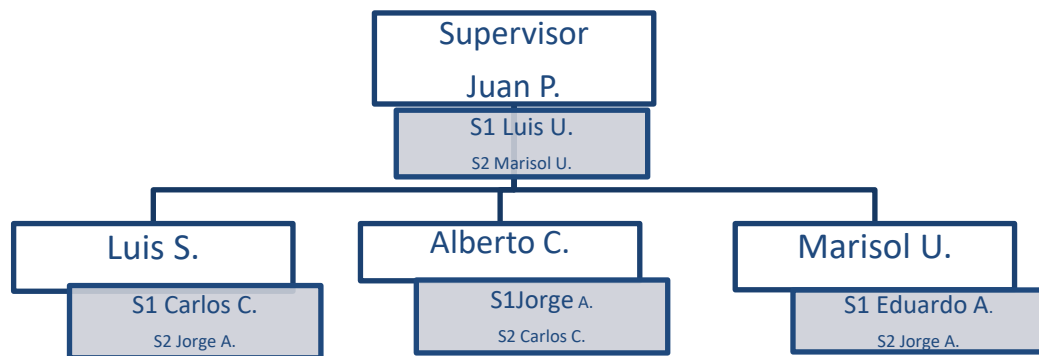 Supervisor
Juan P.
S1 Luis U.
S2 Marisol U.
Luis S.
S1 Carlos C.
S2 Jorge A.
Alberto C.
S1Jorge A.
S2 Carlos C.
Marisol U.
S1 Eduardo A.
S2 Jorge A.